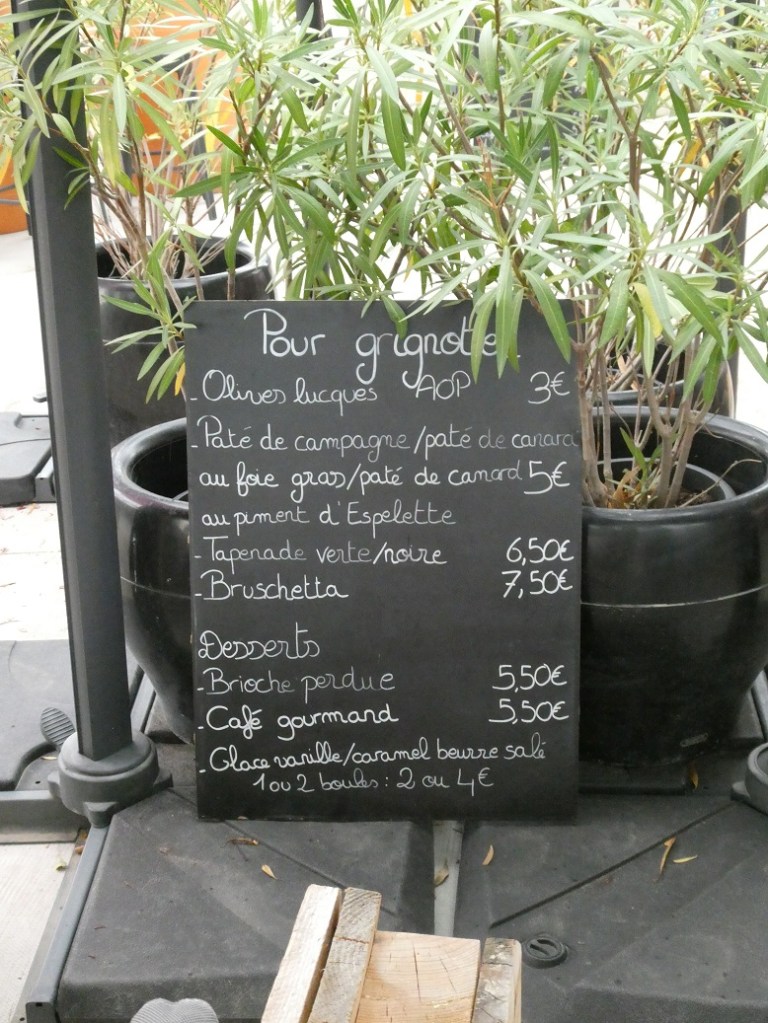 Pour grignoter
- Olives lucques AOP 3€
- Paté de campagne/paté de canard
au foie gras/paté de canard 5€
au piment d'Espelette
- Tapenade verte/noire 6,50€
- Bruschetta 7,50€
Desserts
- Brioche perdue 5,50€
- Café gourmand 5,50€
- Glace vanille/caramel beurre salé
1 ou 2 boules : 2 ou 4€